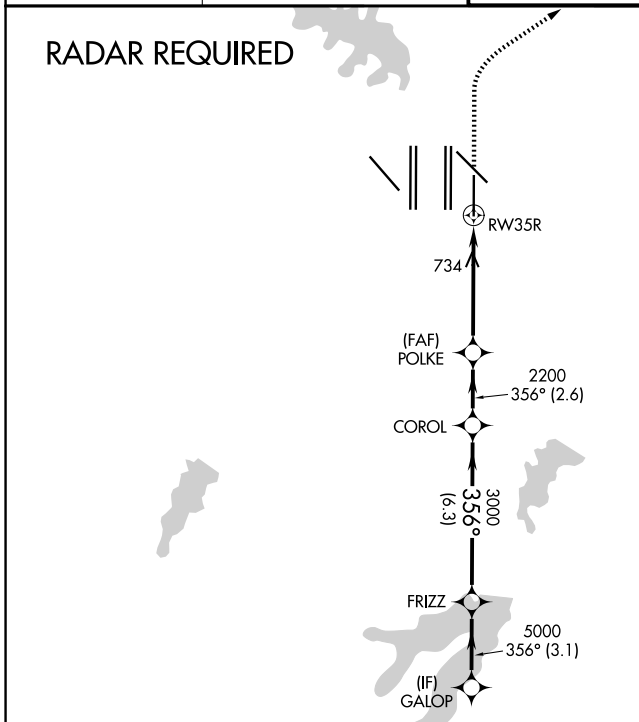 RADAR REQUIRED
RW35R
734
(FAF)
POLKE
2200
356° (2.6)
COROL
3000
356°
(6.3)
FRIZZ
5000
356° (3.1)
(IF)
GALOP